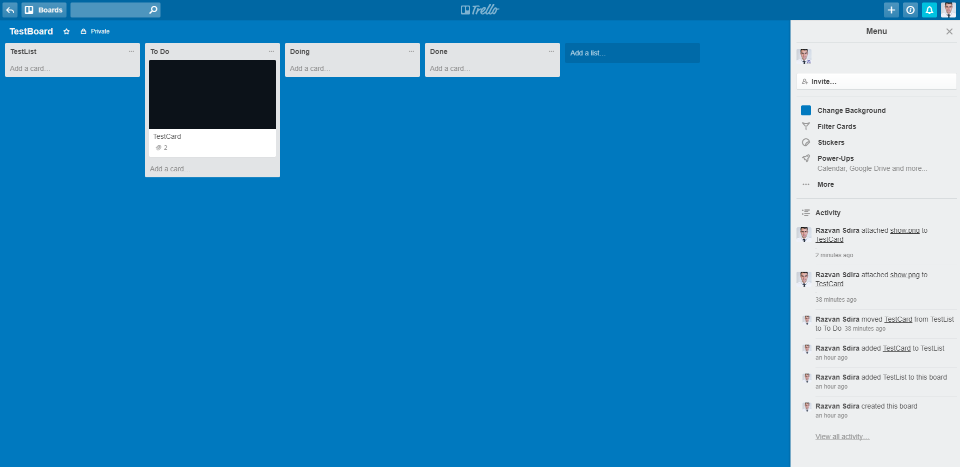 Boards
Trello
TestBoard
Private
TestList
Add a card...
To Do
TestCard
2
Add a card
Doing
Add a card...
Done
Add a card...
Add a list...
Menu
Invite...
Change Background
Filter Cards
Stickers
Power-Ups
Calendar, Google Drive and more...
More
Activity
Razvan Sdira attached show.png to
TestCard
7 minutes ago
Razvan Sdira attached show.png to
TestCard
38 minutes ago
Razvan Sdira moved TestCard from TestList
to To Do 38 minutes ago
Razvan Sdira added TestCard to TestList
an hour ago
Razvan Sdira added TestList to this board
an hour ago
Razvan Sdira created this board
an hour ago
View all activity...